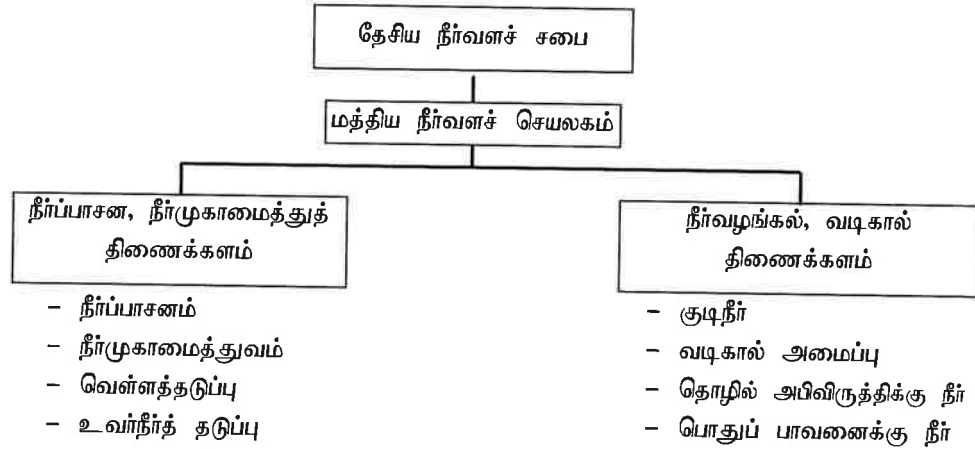 தேசிய நீர்வளச் சபை
மத்திய நீர்வளச் செயலகம்
நீர்ப்பாசன, நீர்முகாமைத்துத்
திணைக்களம்
– நீர்ப்பாசனம்
– நீர்முகாமைத்துவம்
– வெள்ளத்தடுப்பு
– உவர்நீர்த் தடுப்பு
நீர்வழங்கல், வடிகால்
திணைக்களம்
– குடிநீர்
– வடிகால் அமைப்பு
– தொழில் அபிவிருத்திக்கு நீர்
– பொதுப் பாவனைக்கு நீர்